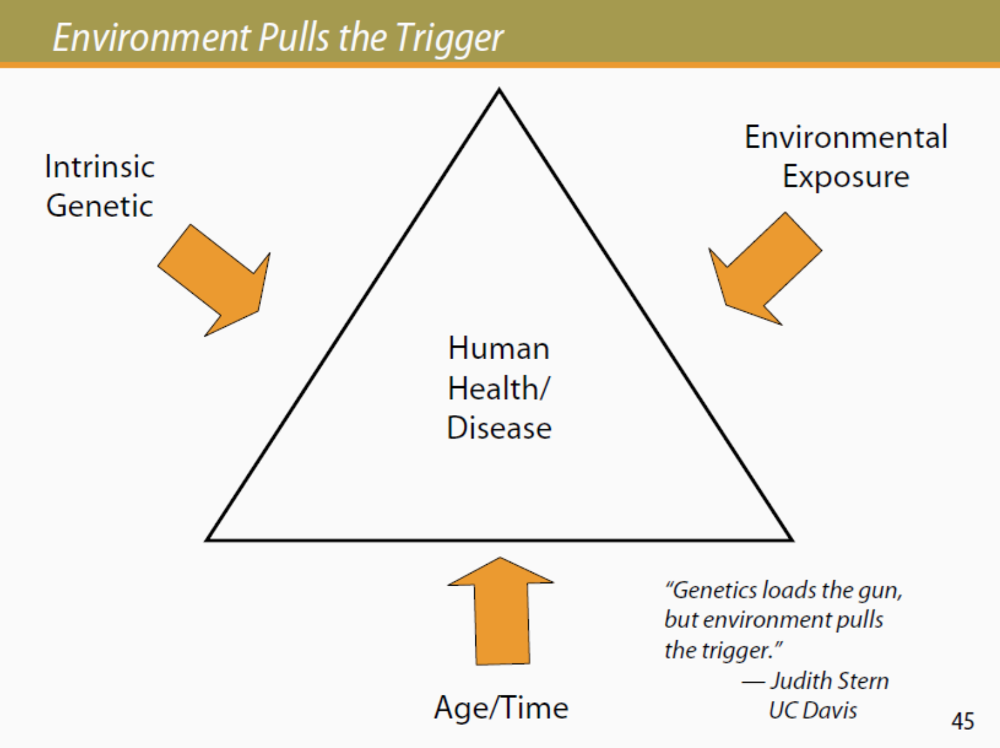 Environment Pulls the Trigger
Intrinsic
Genetic
Environmental
Exposure
Human
Health/
Disease
Age/Time
“Genetics loads the gun,
but environment pulls
the trigger.”
— Judith Stern
UC Davis
45